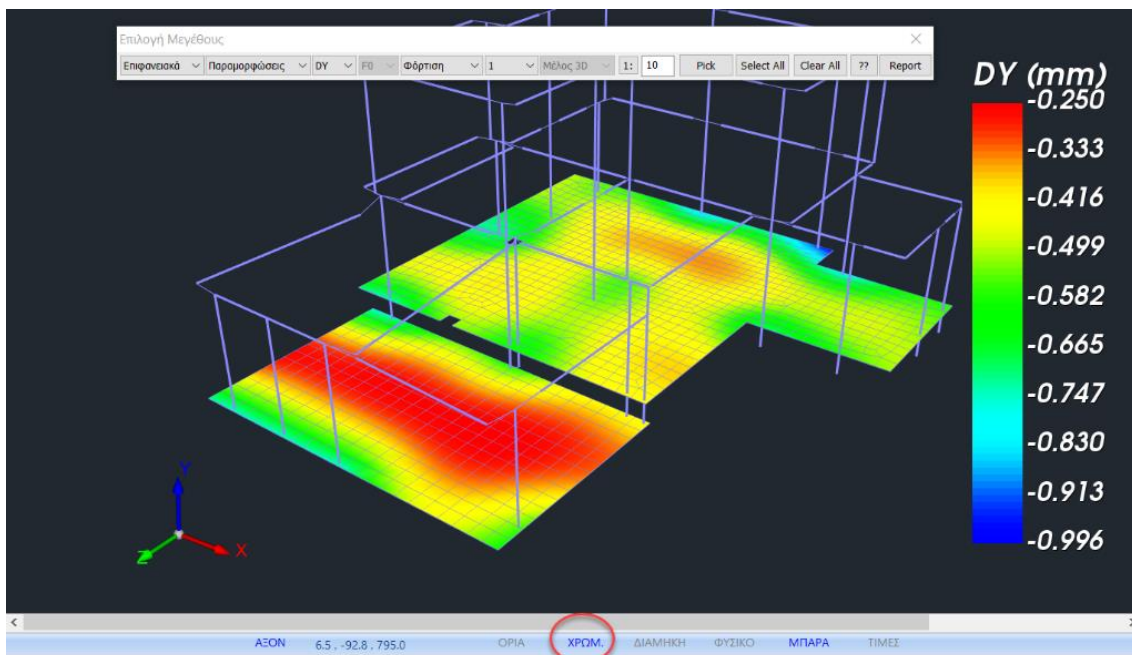 Επιλογή Μεγέθους
Επιφανειακά Παραμορφώσεις DY F0 Φόρτιση 1 Μέλος 3D 1: 10 Pick Select All Clear All ?? Report
DY (mm)
-0.250
-0.333
-0.416
-0.499
-0.582
-0.665
-0.747
-0.830
-0.913
-0.996
Y
X
Z
ΑΞΟΝ 6.5 , -92.8 , 795.0 ΟΡΙΑ ΧΡΩΜ. ΔΙΑΜΗΚΗ ΦΥΣΙΚΟ ΜΠΑΡΑ ΤΙΜΕΣ